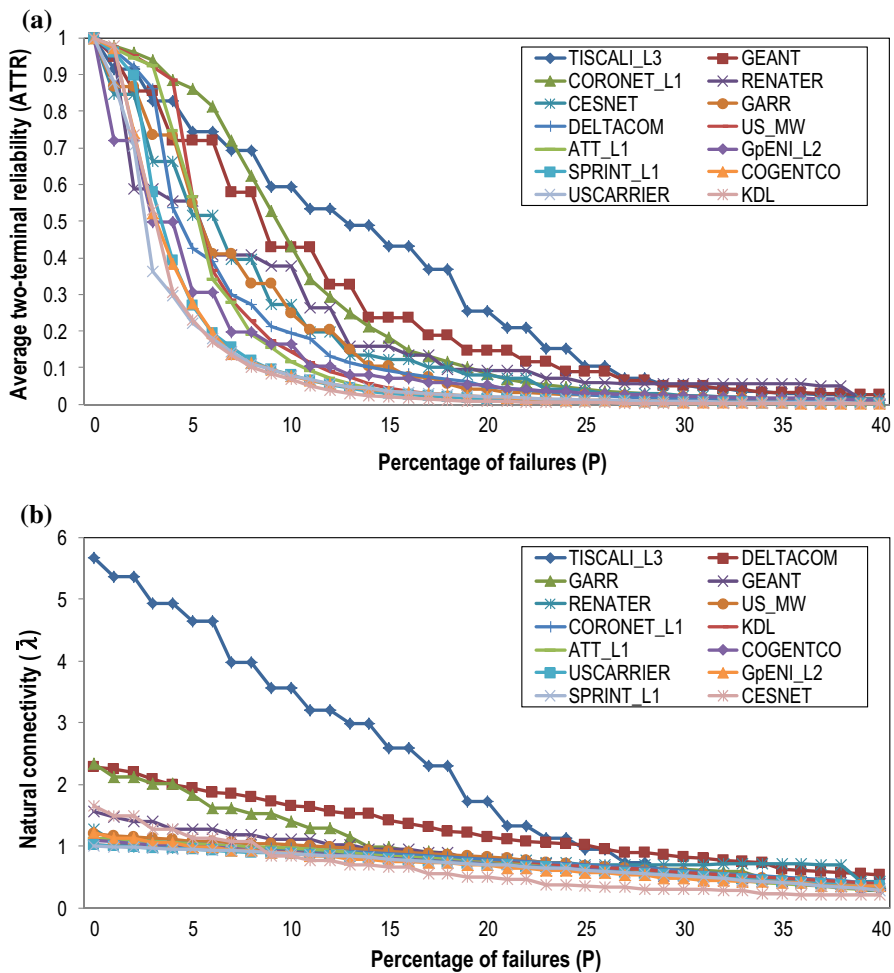 (a)
1
0.9
0.8
0.7
0.6
0.5
0.4
0.3
0.2
0.1
0
Average two-terminal reliability (ATTR)
TISCALI_L3 GEANT
CORONET_L1 RENATER
CESNET GARR
DELTACOM US_MW
ATT_L1 GpENI_L2
SPRINT_L1 COGENTCO
USCARRIER KDL
0 5 10 15 20 25 30 35 40
Percentage of failures (P)
(b)
6
5
4
3
2
1
0
Natural connectivity (λ̅)
TISCALI_L3 DELTACOM
GARR GEANT
RENATER US_MW
CORONET_L1 KDL
ATT_L1 COGENTCO
USCARRIER GpENI_L2
SPRINT_L1 CESNET
0 5 10 15 20 25 30 35 40
Percentage of failures (P)